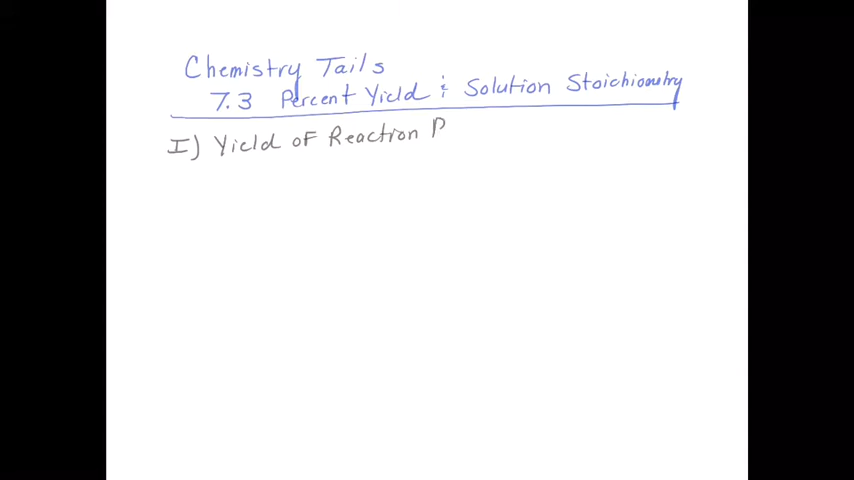 Chemistry Tails
7.3 Percent Yield & Solution Stoichiometry
I) Yield of Reaction P